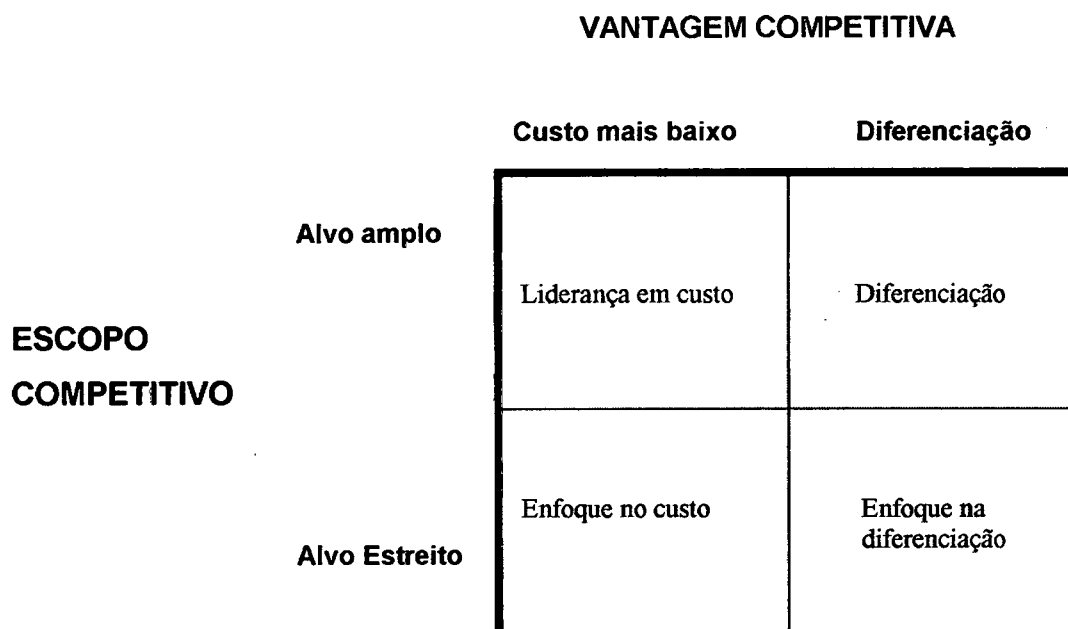 VANTAGEM COMPETITIVA
Custo mais baixo
Diferenciação
Alvo amplo
Liderança em custo
Diferenciação
ESCOPO
COMPETITIVO
Enfoque no custo
Enfoque na
diferenciação
Alvo Estreito